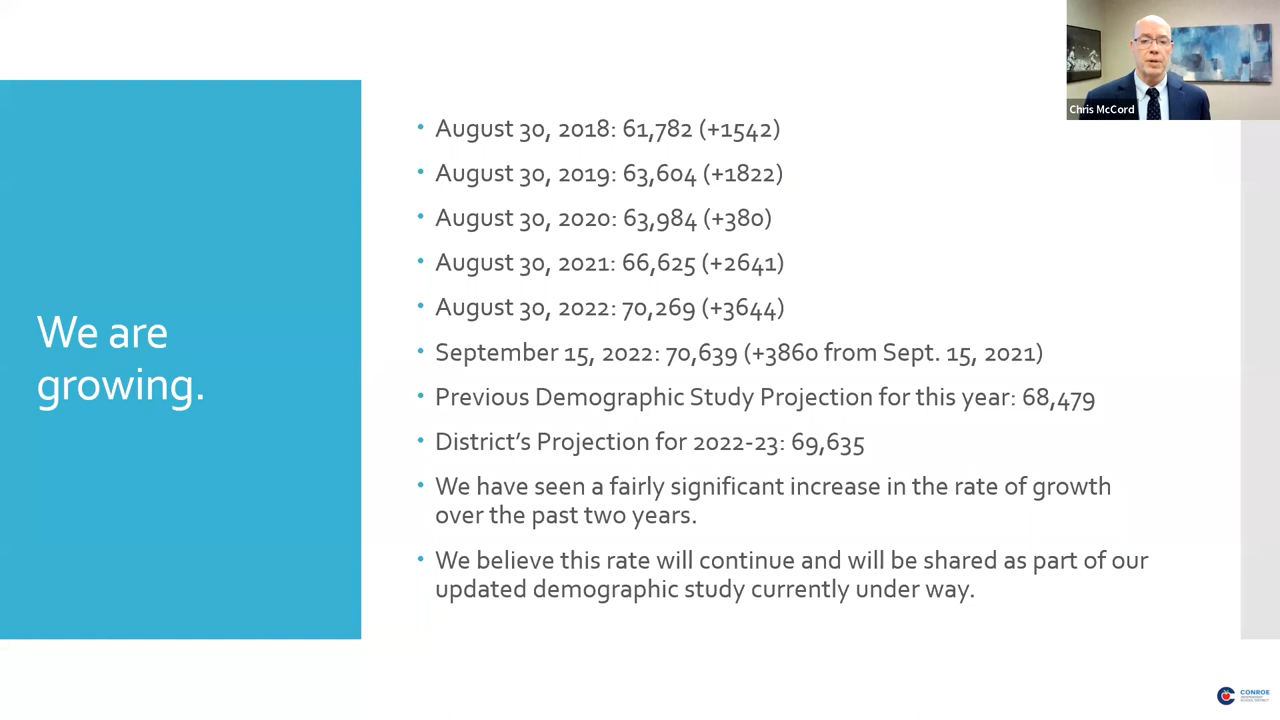 Chris McCord
• August 30, 2018: 61,782 (+1542)
• August 30, 2019: 63,604 (+1822)
• August 30, 2020: 63,984 (+380)
• August 30, 2021: 66,625 (+2641)
• August 30, 2022: 70,269 (+3644)
We are
growing.
• September 15, 2022: 70,639 (+3860 from Sept. 15, 2021)
• Previous Demographic Study Projection for this year: 68,479
• District’s Projection for 2022-23: 69,635
• We have seen a fairly significant increase in the rate of growth
over the past two years.
• We believe this rate will continue and will be shared as part of our
updated demographic study currently under way.
CONROE
INDEPENDENT
SCHOOL DISTRICT